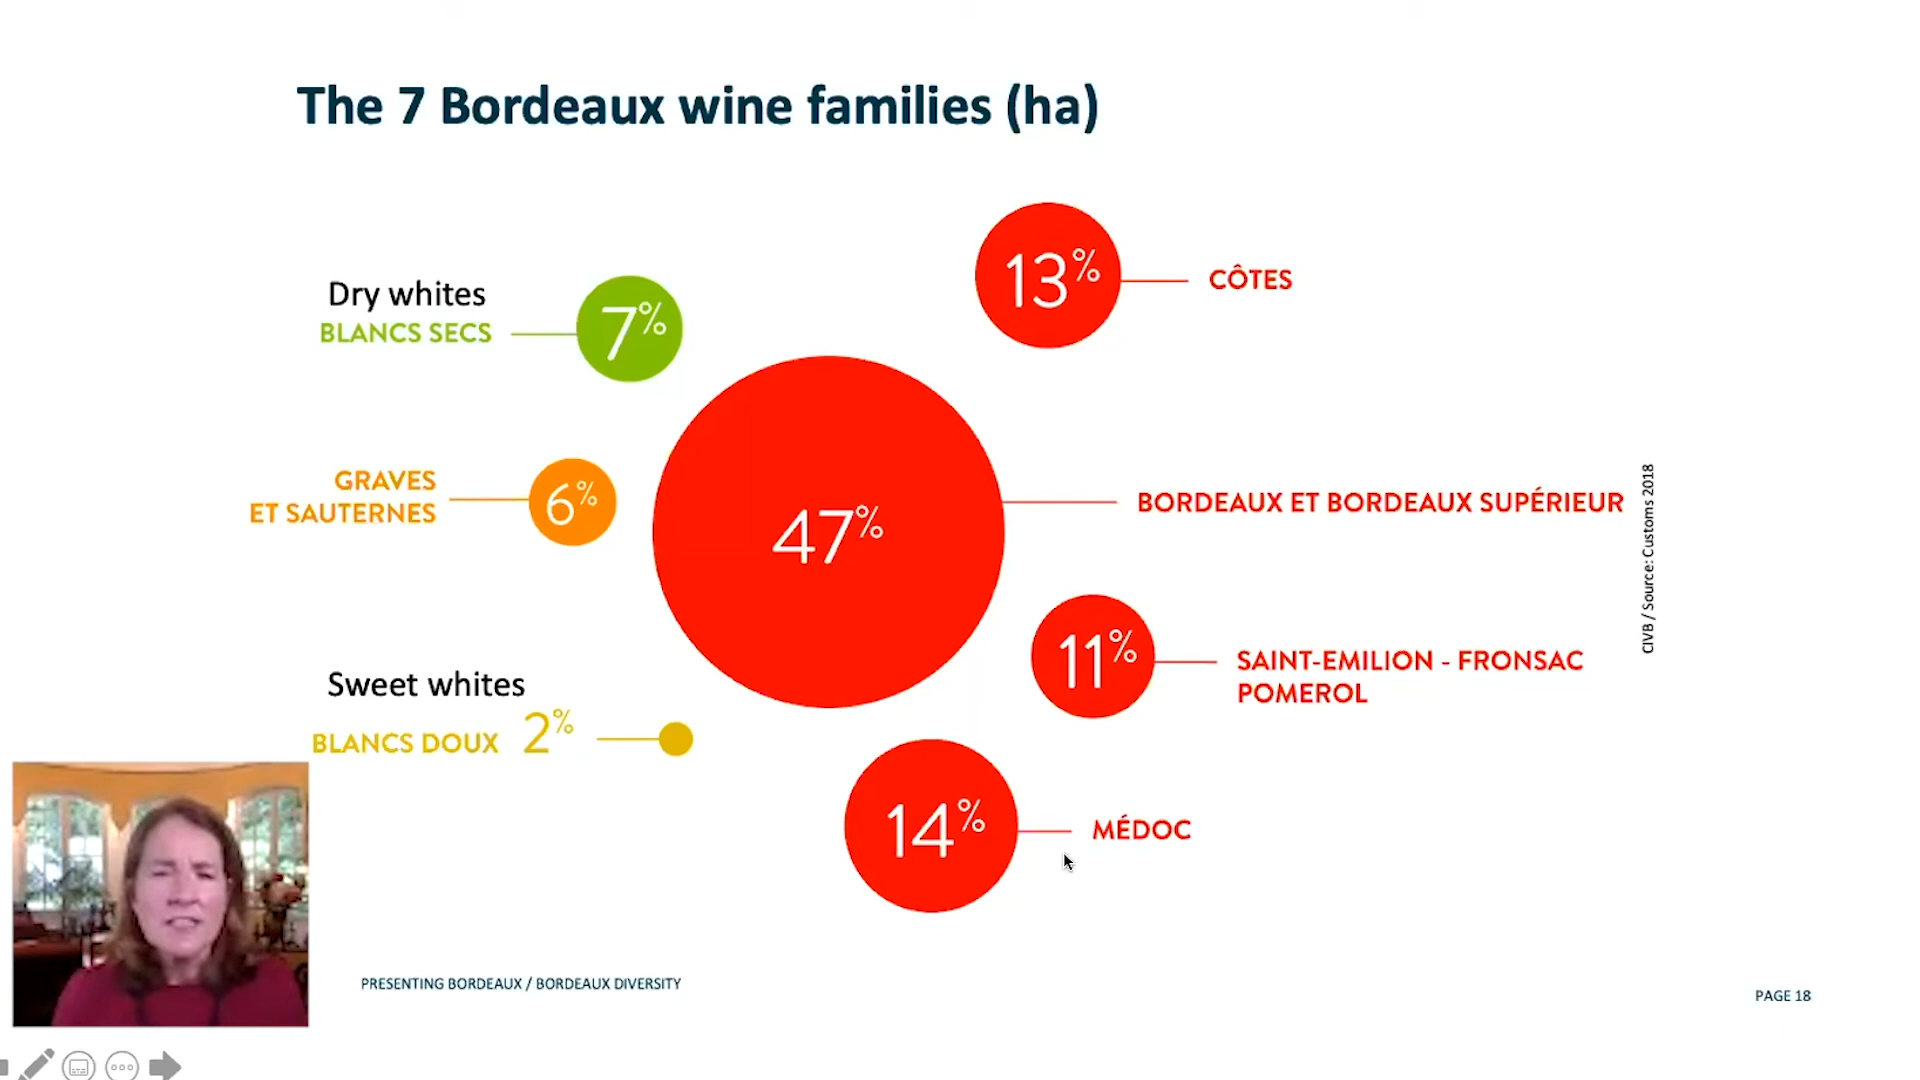 The 7 Bordeaux wine families (ha)
13%
CÔTES
Dry whites
BLANCS SECS
7%
GRAVES
ET SAUTERNES
6%
47%
BORDEAUX ET BORDEAUX SUPÉRIEUR
CIVB / Source: Customs 2018
11%
SAINT-EMILION - FRONSAC
POMEROL
Sweet whites
BLANCS DOUX 2%
14%
MÉDOC
PRESENTING BORDEAUX / BORDEAUX DIVERSITY
PAGE 18